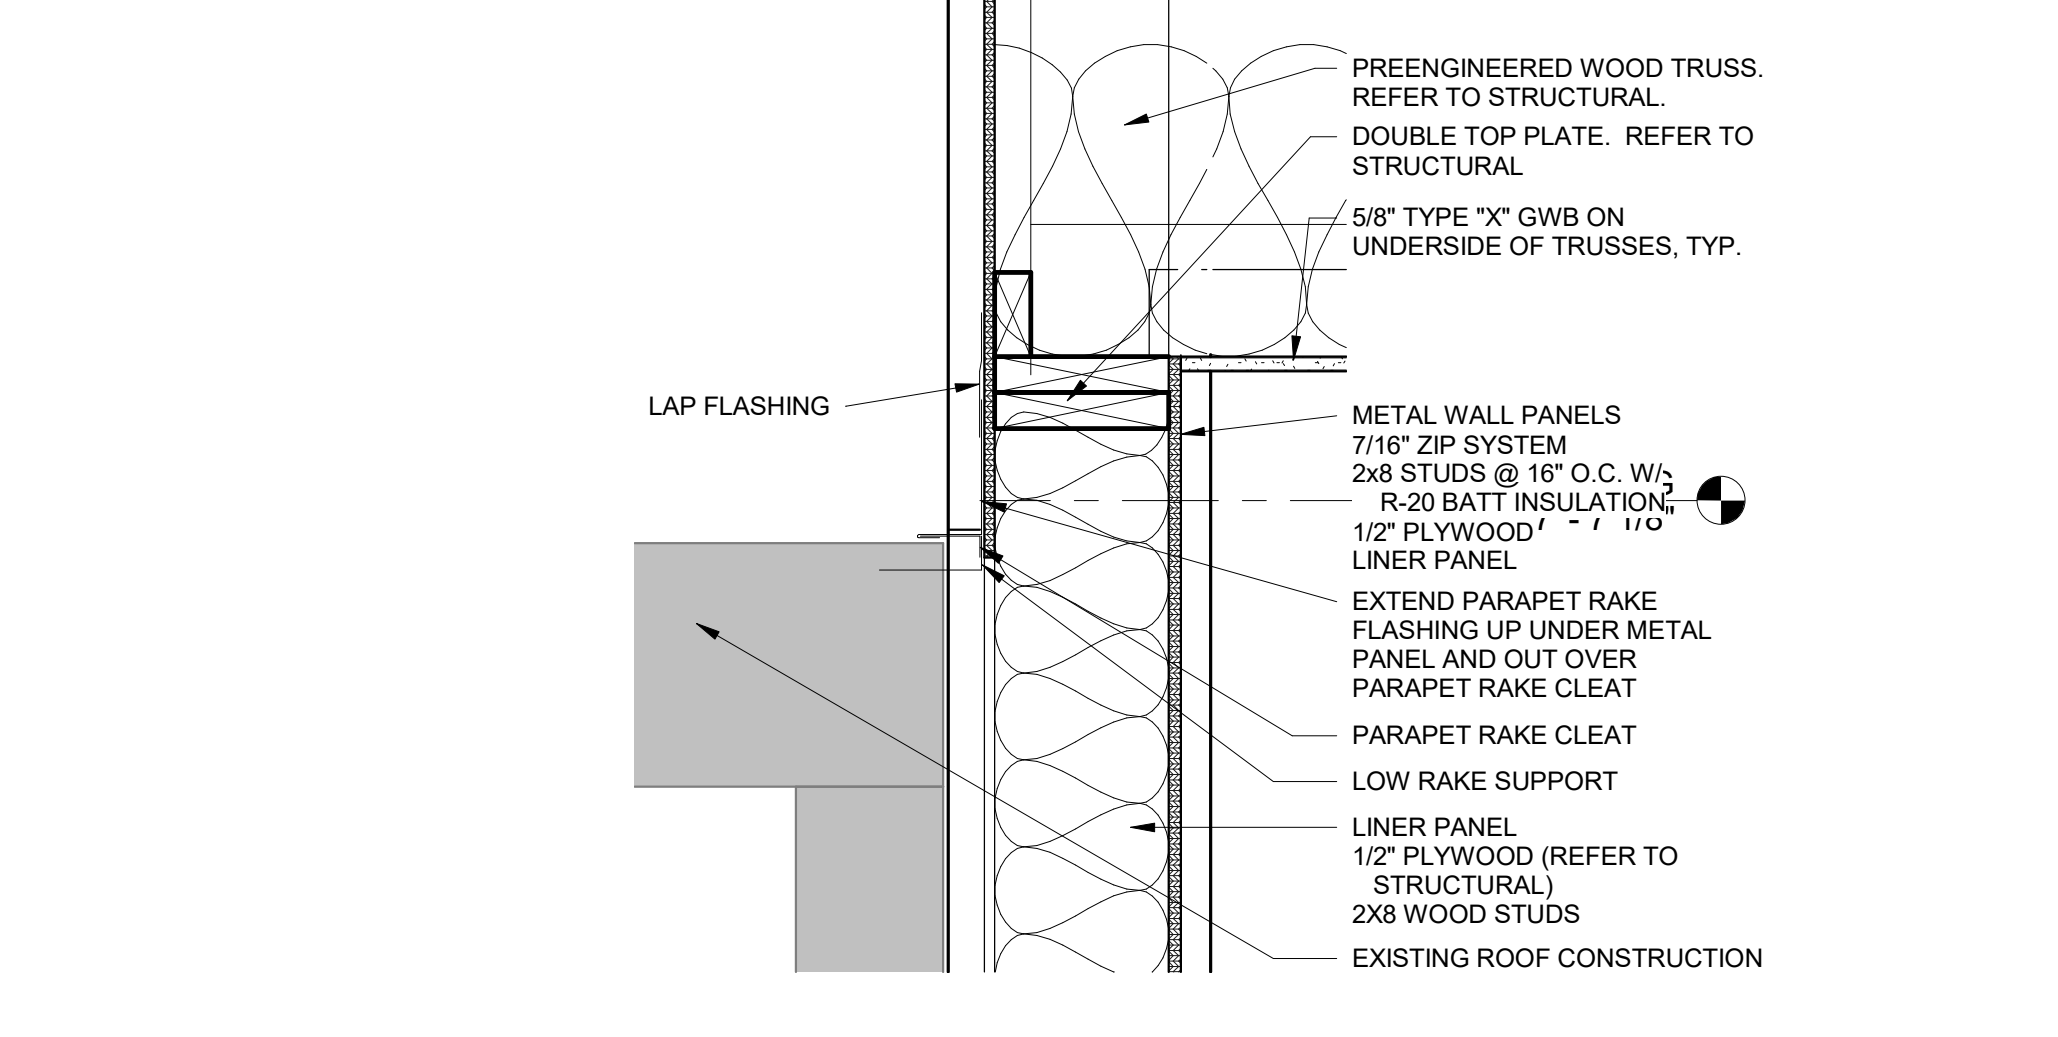 PREENGINEERED WOOD TRUSS.
REFER TO STRUCTURAL.
DOUBLE TOP PLATE.  REFER TO
STRUCTURAL
5/8" TYPE "X" GWB ON
UNDERSIDE OF TRUSSES, TYP.
LAP FLASHING
METAL WALL PANELS
7/16" ZIP SYSTEM
2x8 STUDS @ 16" O.C. W/
R-20 BATT INSULATION
1/2" PLYWOOD
LINER PANEL
EXTEND PARAPET RAKE
FLASHING UP UNDER METAL
PANEL AND OUT OVER
PARAPET RAKE CLEAT
PARAPET RAKE CLEAT
LOW RAKE SUPPORT
LINER PANEL
1/2" PLYWOOD (REFER TO
STRUCTURAL)
2X8 WOOD STUDS
EXISTING ROOF CONSTRUCTION